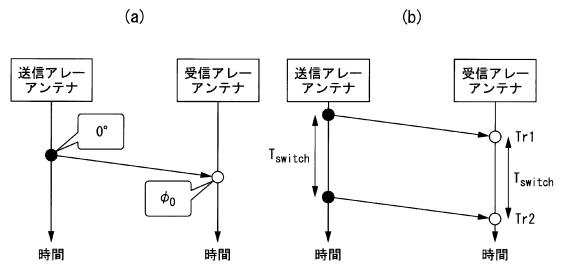 (a)
送信アレー
アンテナ
受信アレー
アンテナ
0°
φ0
時間
時間
(b)
送信アレー
アンテナ
受信アレー
アンテナ
Tr1
Tswitch
Tswitch
Tr2
時間
時間